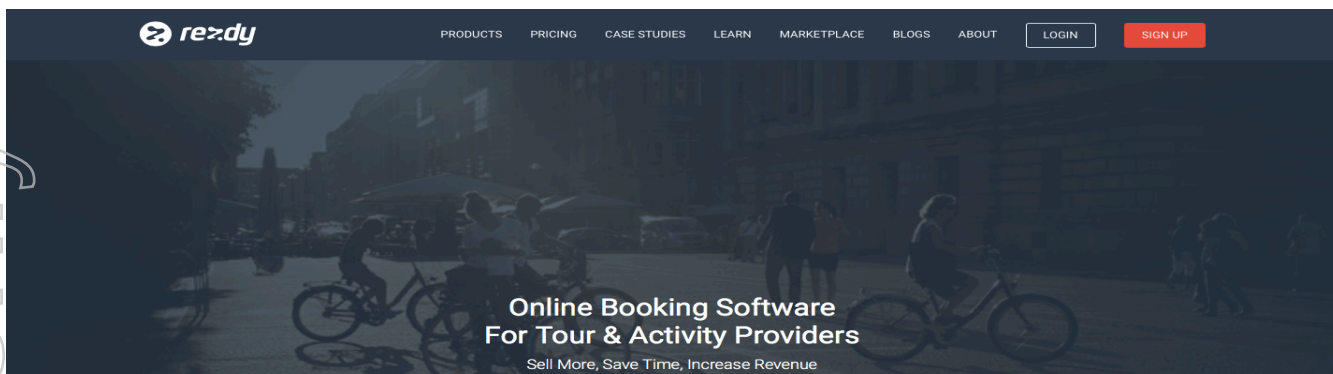 rezdy
PRODUCTS PRICING CASE STUDIES LEARN MARKETPLACE BLOGS ABOUT LOGIN SIGN UP
Online Booking Software
For Tour & Activity Providers
Sell More, Save Time, Increase Revenue